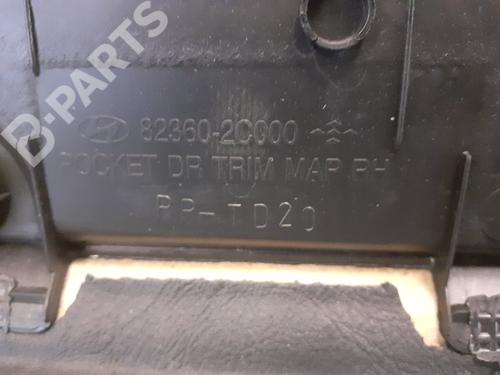 B-PARTS
82360-2C000
POCKET DR TRIM MAP RH
PP-TD20